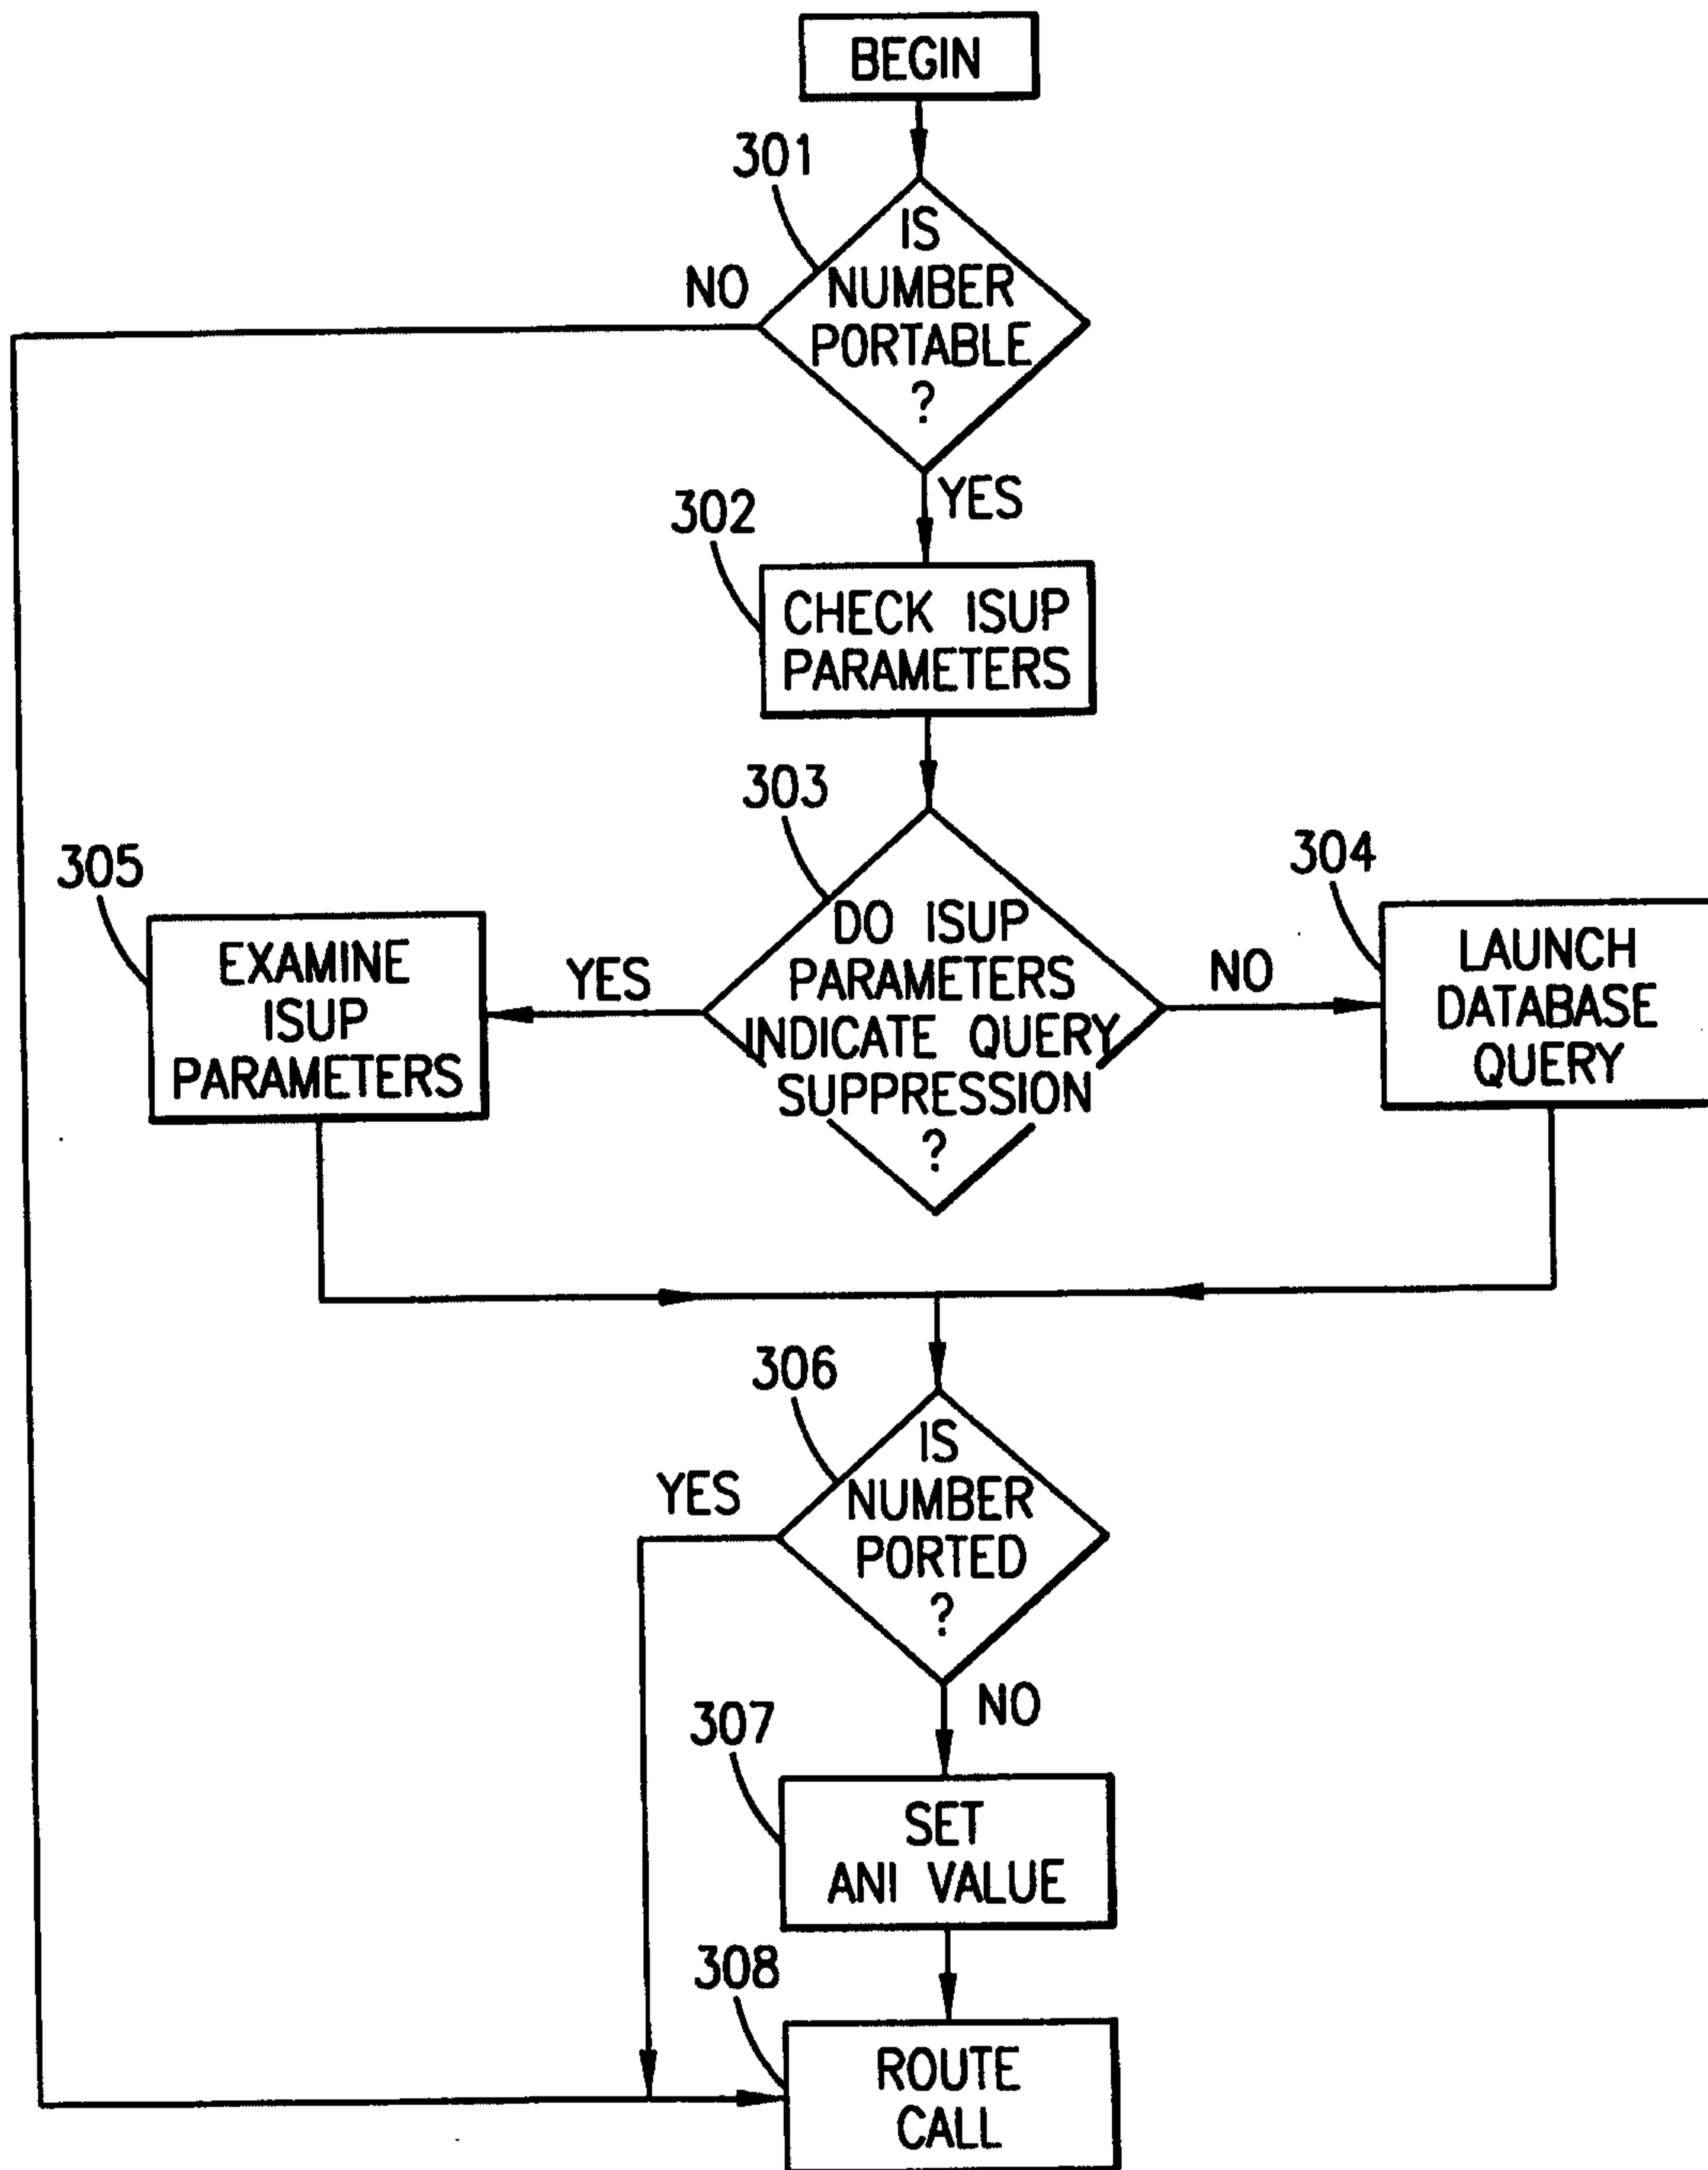 BEGIN
301
IS
NUMBER
PORTABLE
?
NO
YES
302
CHECK ISUP
PARAMETERS
303
DO ISUP
PARAMETERS
INDICATE QUERY
SUPPRESSION
?
YES
NO
305
EXAMINE
ISUP
PARAMETERS
304
LAUNCH
DATABASE
QUERY
306
IS
NUMBER
PORTED
?
YES
NO
307
SET
ANI VALUE
308
ROUTE
CALL